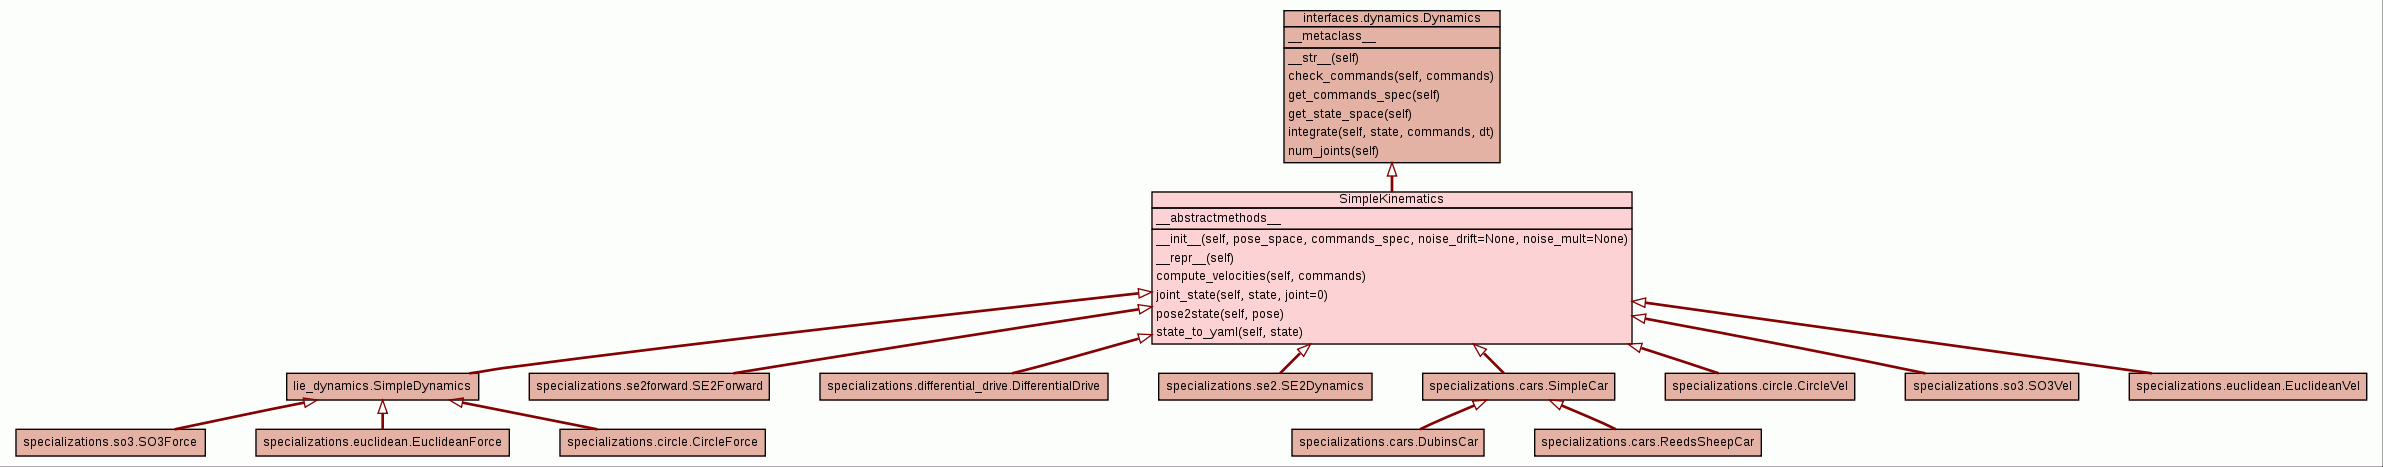 interfaces.dynamics.Dynamics
__metaclass__
__str__(self)
check_commands(self, commands)
get_commands_spec(self)
get_state_space(self)
integrate(self, state, commands, dt)
num_joints(self)
SimpleKinematics
__abstractmethods__
__init__(self, pose_space, commands_spec, noise_drift=None, noise_mult=None)
__repr__(self)
compute_velocities(self, commands)
joint_state(self, state, joint=0)
pose2state(self, pose)
state_to_yaml(self, state)
lie_dynamics.SimpleDynamics
specializations.se2forward.SE2Forward
specializations.differential_drive.DifferentialDrive
specializations.se2.SE2Dynamics
specializations.cars.SimpleCar
specializations.circle.CircleVel
specializations.so3.SO3Vel
specializations.euclidean.EuclideanVel
specializations.so3.SO3Force
specializations.euclidean.EuclideanForce
specializations.circle.CircleForce
specializations.cars.DubinsCar
specializations.cars.ReedsSheepCar